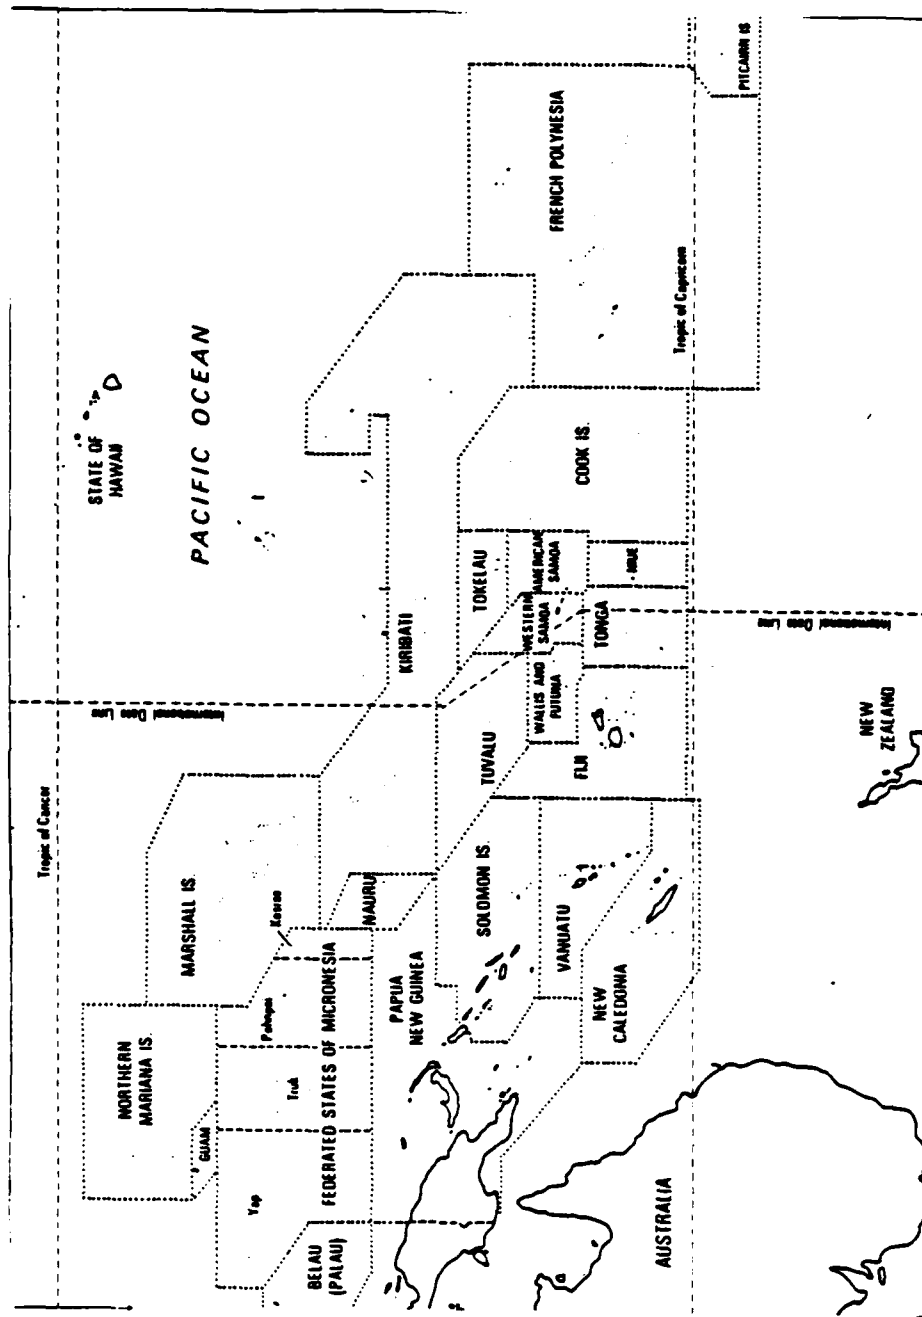 Tropic of Cancer
International Date Line
STATE OF
HAWAII
PACIFIC OCEAN
NORTHERN
MARIANA IS.
GUAM
MARSHALL IS.
Yap
Truk
Pohnpei
Kosrae
FEDERATED STATES OF MICRONESIA
BELAU
(PALAU)
NAURU
KIRIBATI
PAPUA
NEW GUINEA
SOLOMON IS.
TUVALU
TOKELAU
WESTERN
SAMOA
AMERICAN
SAMOA
WALLIS AND
FUTUNA
FRENCH POLYNESIA
COOK IS.
VANUATU
FIJI
TONGA
NIUE
NEW
CALEDONIA
Tropic of Capricorn
PITCAIRN IS
AUSTRALIA
International Date Line
NEW
ZEALAND